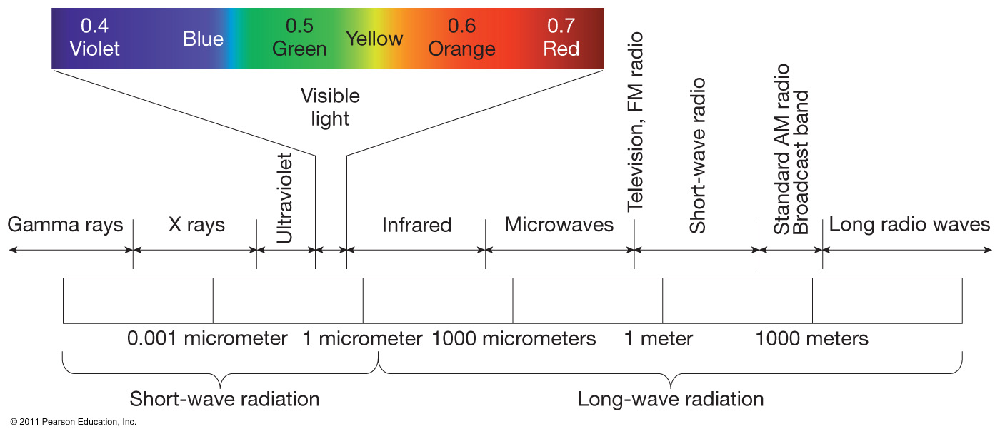 0.4
Violet
Blue
0.5
Green
Yellow
0.6
Orange
0.7
Red
Visible
light
Gamma rays
X rays
Ultraviolet
Infrared
Microwaves
Television, FM radio
Short-wave radio
Standard AM radio
Broadcast band
Long radio waves
0.001 micrometer
1 micrometer
1000 micrometers
1 meter
1000 meters
Short-wave radiation
Long-wave radiation
© 2011 Pearson Education, Inc.